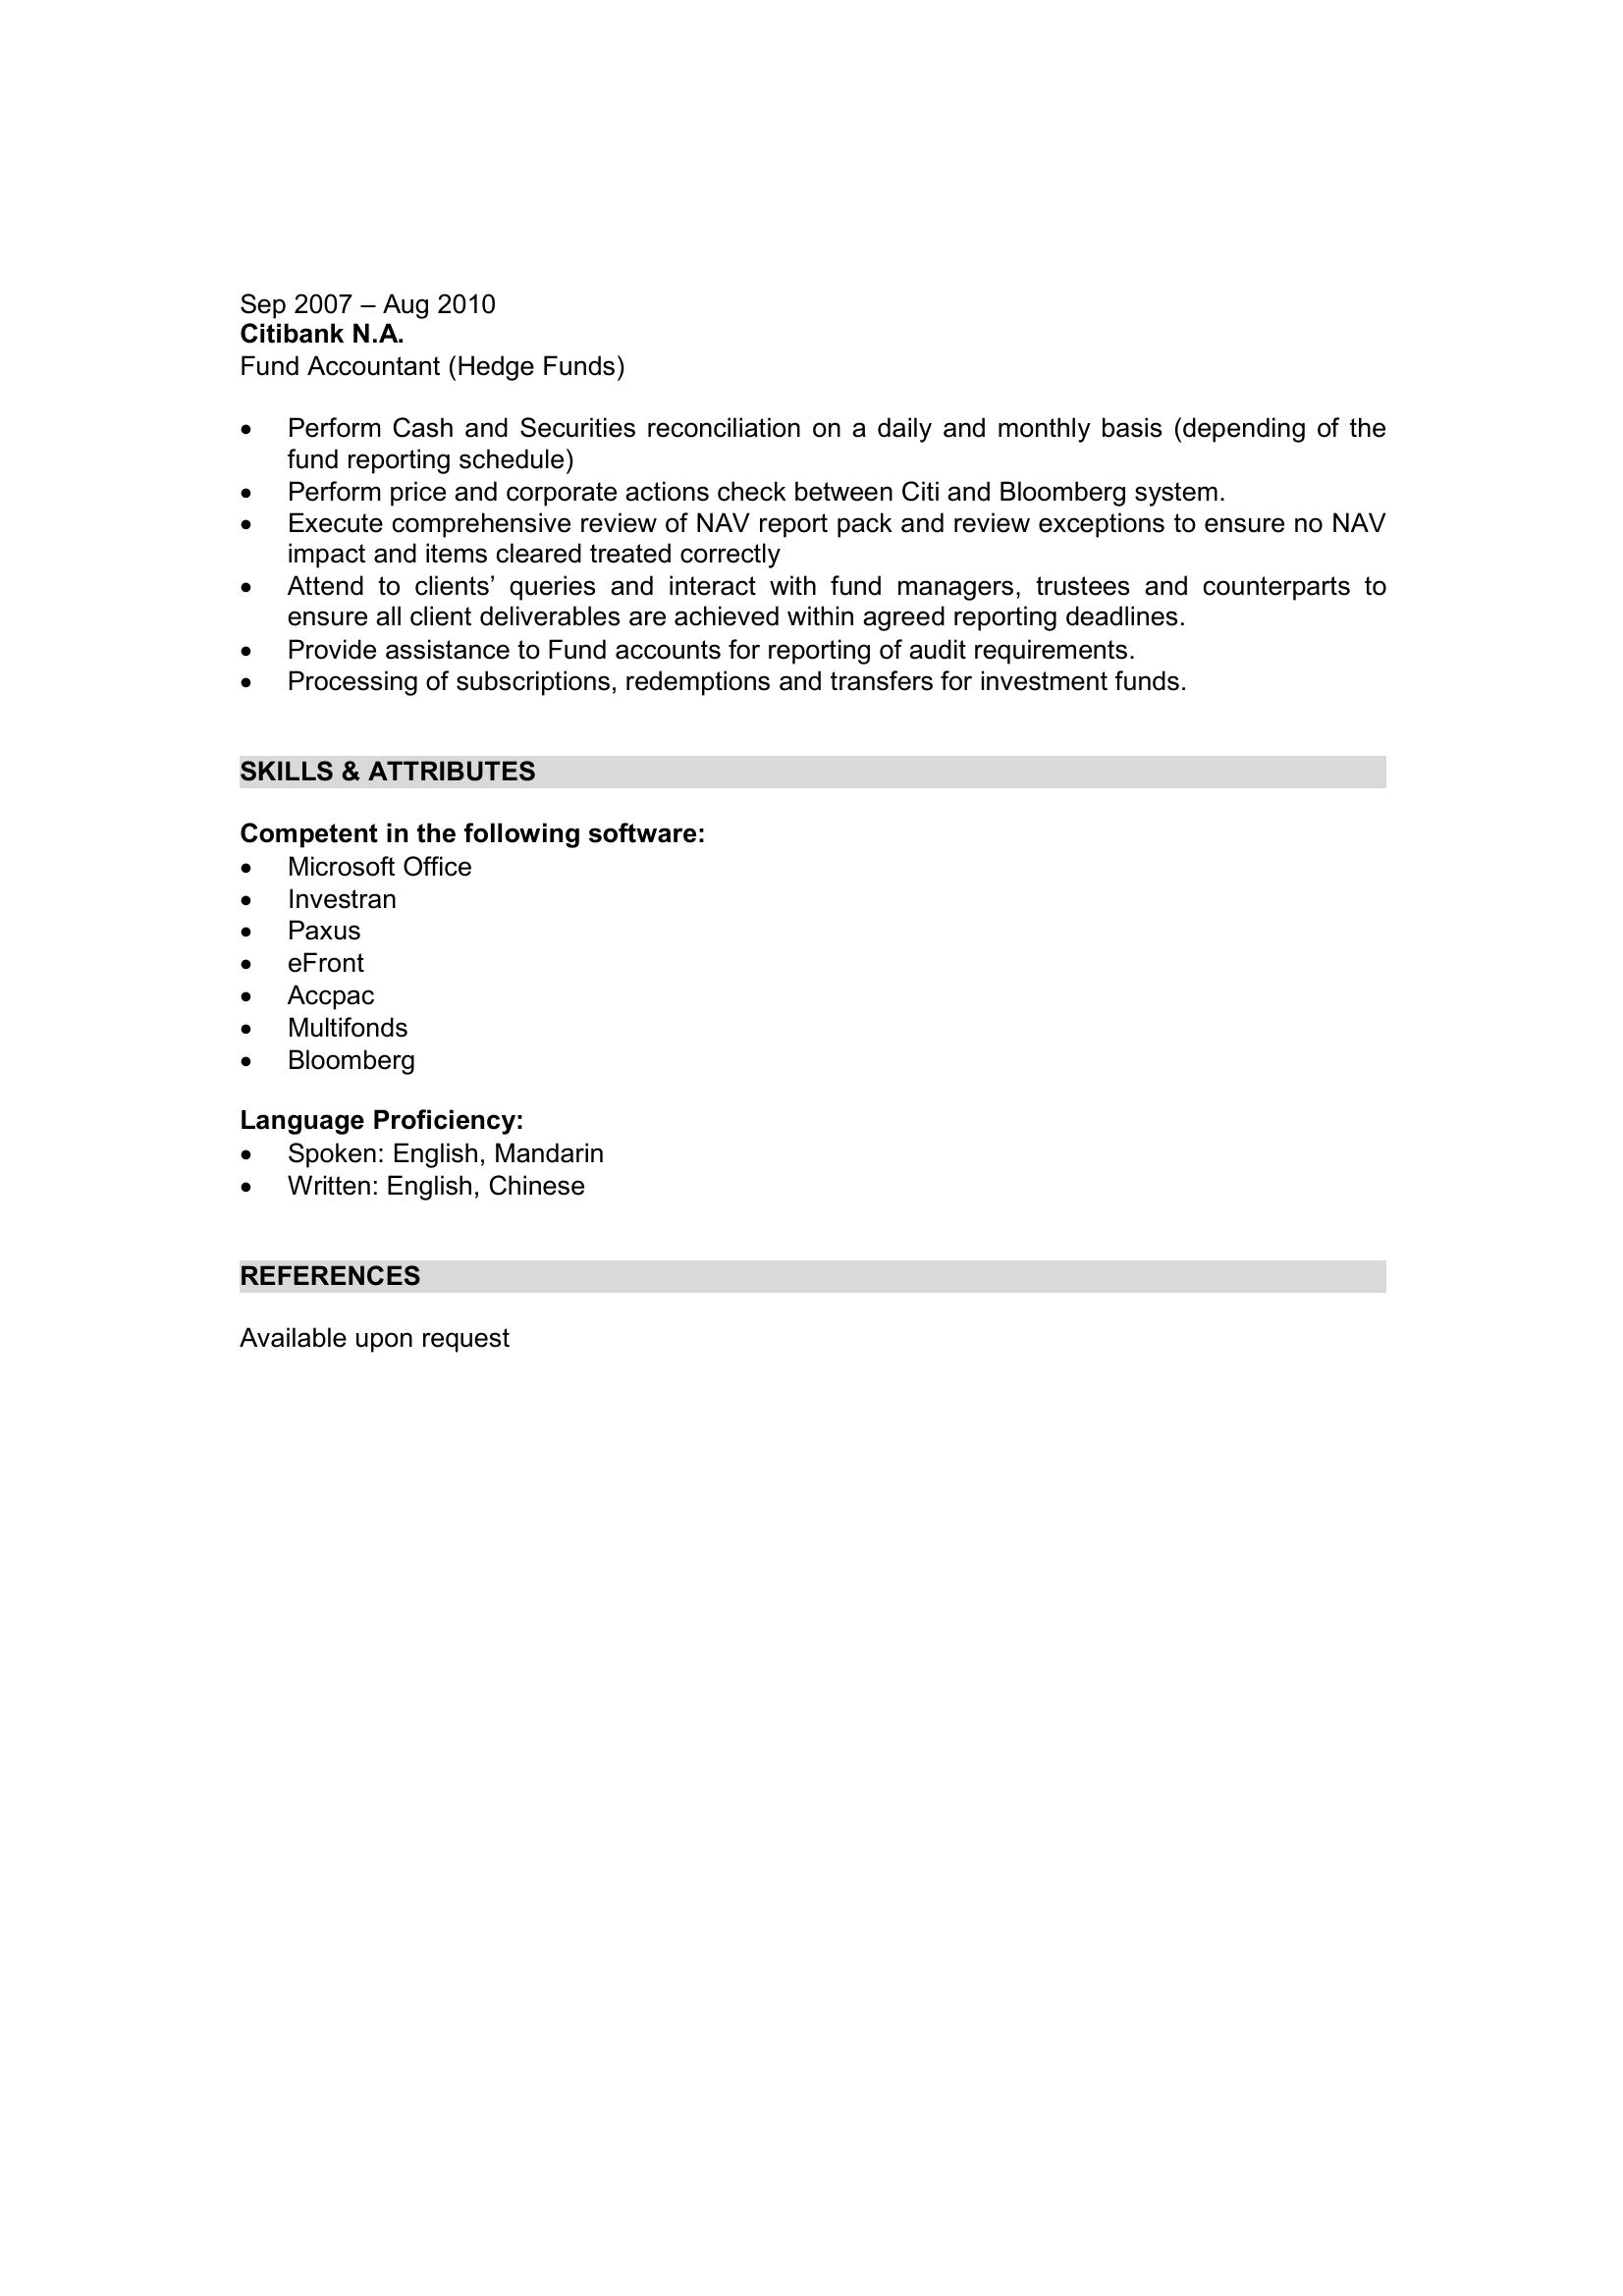 Sep 2007 – Aug 2010
Citibank N.A.
Fund Accountant (Hedge Funds)
• Perform Cash and Securities reconciliation on a daily and monthly basis (depending of the
fund reporting schedule)
• Perform price and corporate actions check between Citi and Bloomberg system.
• Execute comprehensive review of NAV report pack and review exceptions to ensure no NAV
impact and items cleared treated correctly
• Attend to clients’ queries and interact with fund managers, trustees and counterparts to
ensure all client deliverables are achieved within agreed reporting deadlines.
• Provide assistance to Fund accounts for reporting of audit requirements.
• Processing of subscriptions, redemptions and transfers for investment funds.
SKILLS & ATTRIBUTES
Competent in the following software:
• Microsoft Office
• Investran
• Paxus
• eFront
• Accpac
• Multifonds
• Bloomberg
Language Proficiency:
• Spoken: English, Mandarin
• Written: English, Chinese
REFERENCES
Available upon request